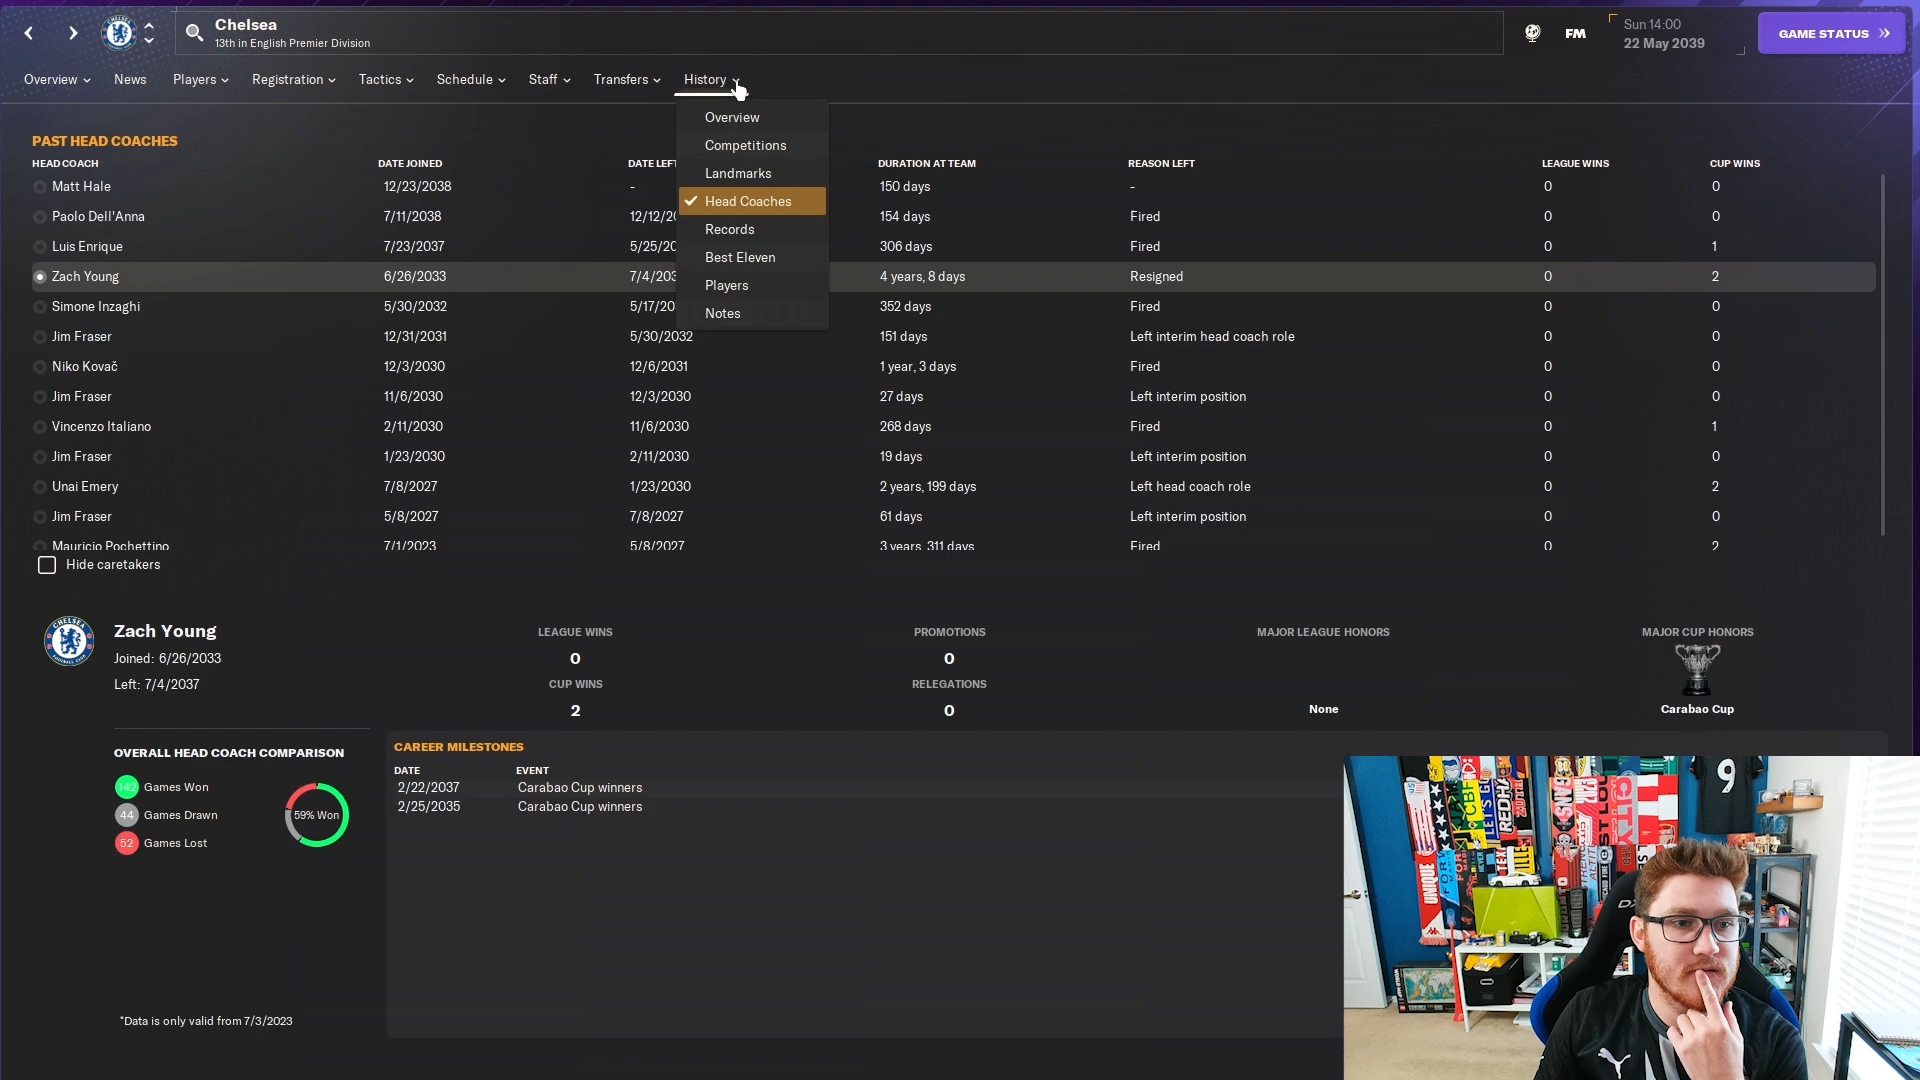 Chelsea
13th in English Premier Division
FM
Sun 14:00
22 May 2039
GAME STATUS
Overview News Players Registration Tactics Schedule Staff Transfers History
Overview
Competitions
Landmarks
Head Coaches
Records
Best Eleven
Players
Notes
PAST HEAD COACHES
HEAD COACH DATE JOINED DATE LEFT DURATION AT TEAM REASON LEFT LEAGUE WINS CUP WINS
Matt Hale 12/23/2038 - 150 days - 0 0
Paolo Dell'Anna 7/11/2038 12/12/20 154 days Fired 0 0
Luis Enrique 7/23/2037 5/25/20 306 days Fired 0 1
Zach Young 6/26/2033 7/4/203 4 years, 8 days Resigned 0 2
Simone Inzaghi 5/30/2032 5/17/20 352 days Fired 0 0
Jim Fraser 12/31/2031 5/30/2032 151 days Left interim head coach role 0 0
Niko Kovač 12/3/2030 12/6/2031 1 year, 3 days Fired 0 0
Jim Fraser 11/6/2030 12/3/2030 27 days Left interim position 0 0
Vincenzo Italiano 2/11/2030 11/6/2030 268 days Fired 0 1
Jim Fraser 1/23/2030 2/11/2030 19 days Left interim position 0 0
Unai Emery 7/8/2027 1/23/2030 2 years, 199 days Left head coach role 0 2
Jim Fraser 5/8/2027 7/8/2027 61 days Left interim position 0 0
Mauricio Pochettino 7/1/2023 5/8/2027 3 years, 311 days Fired 0 2
Hide caretakers
Zach Young
Joined: 6/26/2033
Left: 7/4/2037
LEAGUE WINS
0
CUP WINS
2
PROMOTIONS
0
RELEGATIONS
0
MAJOR LEAGUE HONORS
None
MAJOR CUP HONORS
Carabao Cup
OVERALL HEAD COACH COMPARISON
142 Games Won
44 Games Drawn
52 Games Lost
59% Won
CAREER MILESTONES
DATE EVENT
2/22/2037 Carabao Cup winners
2/25/2035 Carabao Cup winners
*Data is only valid from 7/3/2023
9
UNIQUE
CITY